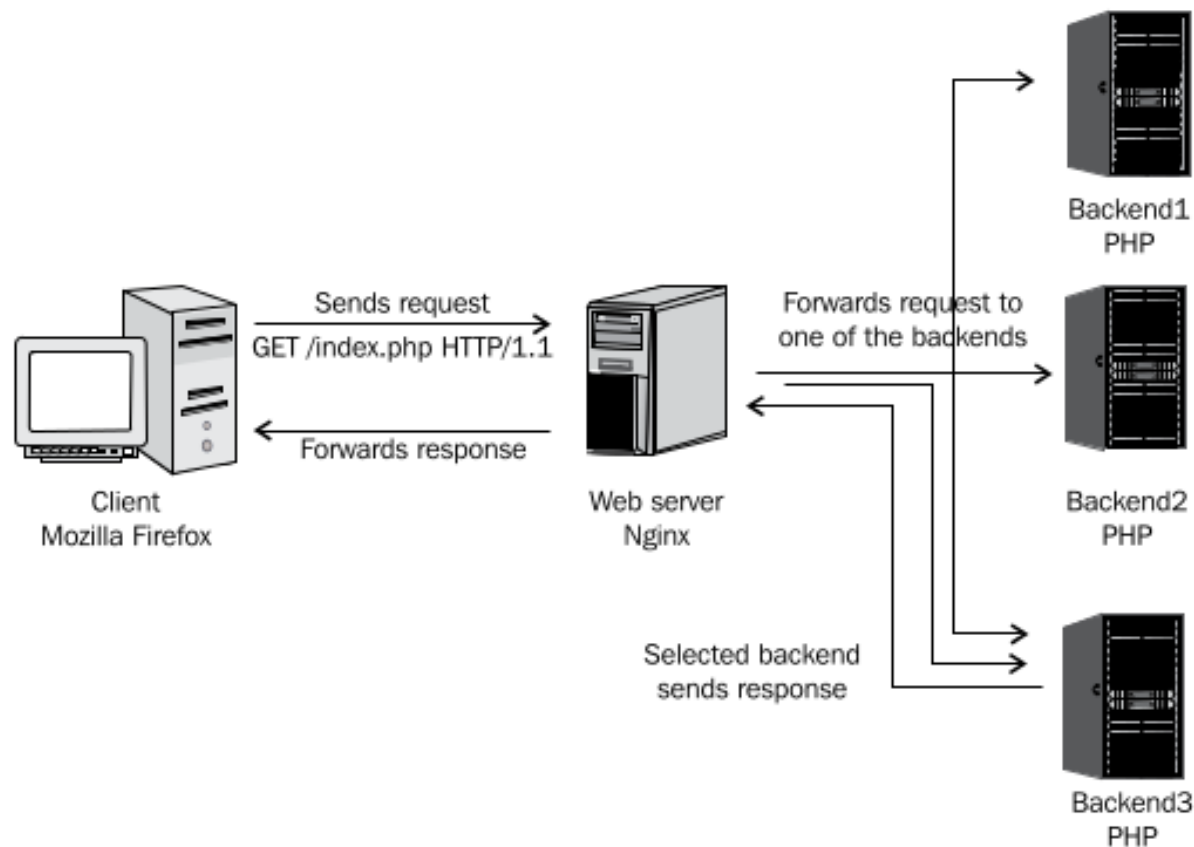 Sends request
GET /index.php HTTP/1.1
Forwards response
Client
Mozilla Firefox
Web server
Nginx
Forwards request to
one of the backends
Selected backend
sends response
Backend1
PHP
Backend2
PHP
Backend3
PHP